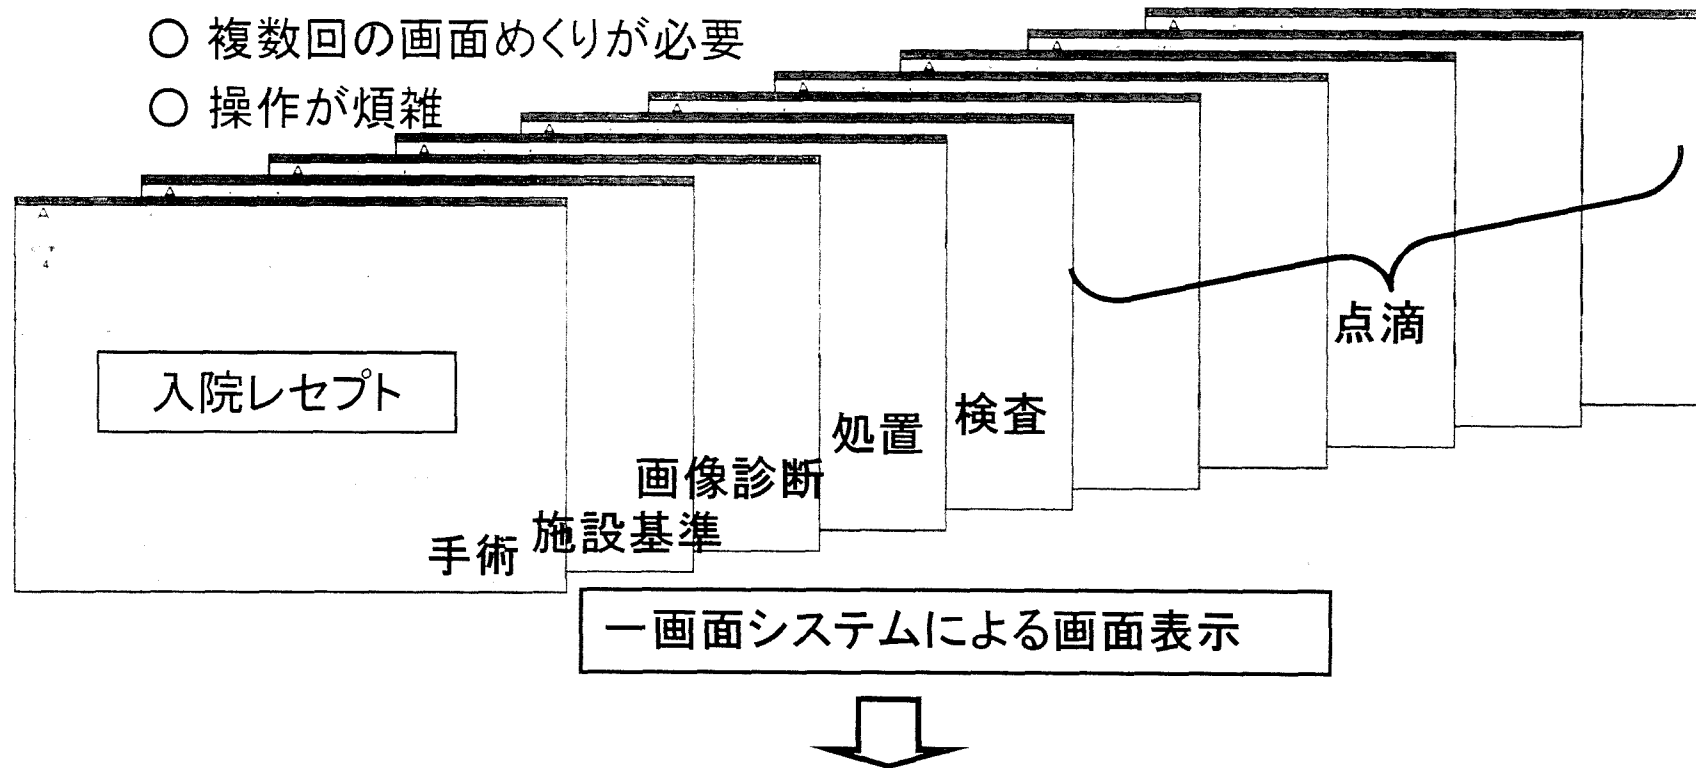 ○ 複数回の画面めくりが必要
○ 操作が煩雑
点滴
入院レセプト
検査
処置
画像診断
施設基準
手術
一画面システムによる画面表示